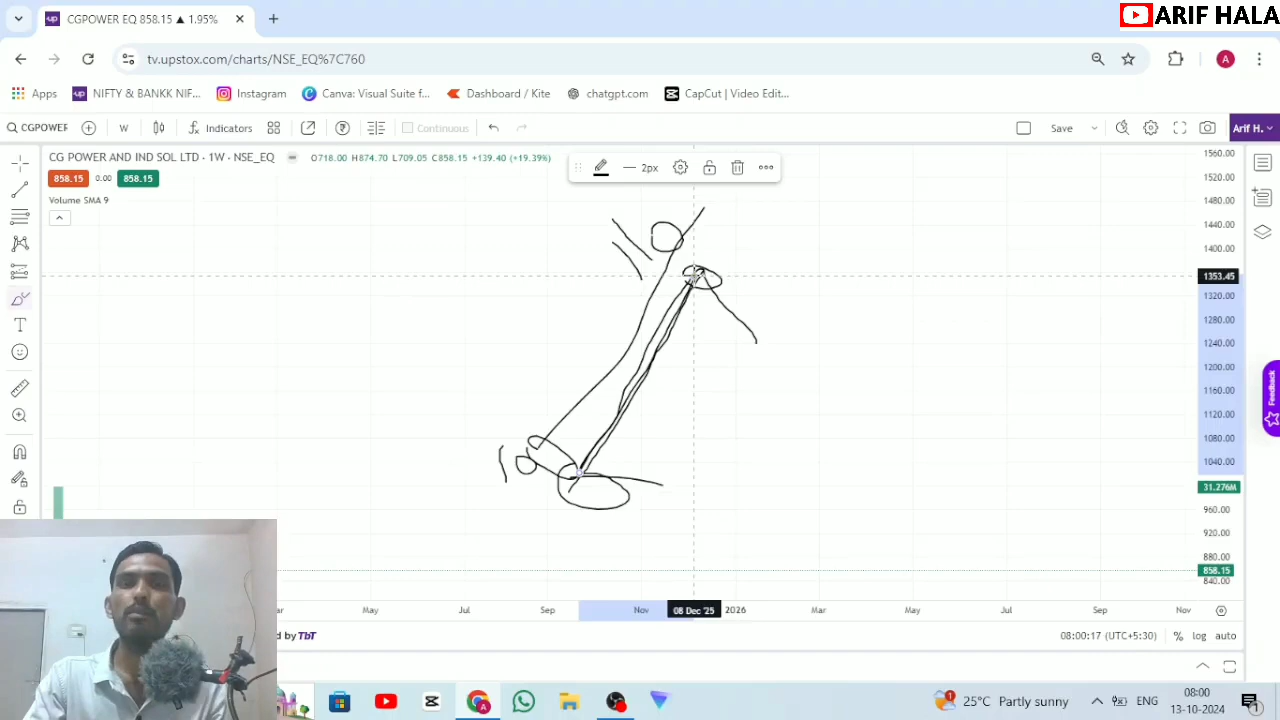 CGPOWER EQ 858.15 ▲ 1.95%
ARIF HALA
tv.upstox.com/charts/NSE_EQ%7C760
A
Apps
NIFTY & BANKK NIF...
Instagram
Canva: Visual Suite f...
Dashboard / Kite
chatgpt.com
CapCut | Video Edit...
CGPOWER
W
Indicators
Continuous
Save
Arif H.
CG POWER AND IND SOL LTD · 1W · NSE_EQ
O718.00 H874.70 L709.05 C858.15 +139.40 (+19.39%)
2px
858.15
0.00
858.15
Volume SMA 9
1560.00
1520.00
1480.00
1440.00
1400.00
1353.45
1320.00
1280.00
1240.00
1200.00
1160.00
1120.00
1080.00
1040.00
31.276M
960.00
920.00
880.00
858.15
840.00
Feedback
10
May
Jul
Sep
Nov
08 Dec '25
2026
Mar
May
Jul
Sep
Nov
by TbT
08:00:17 (UTC+5:30)
%
log
auto
25°C Partly sunny
ENG
08:00
13-10-2024